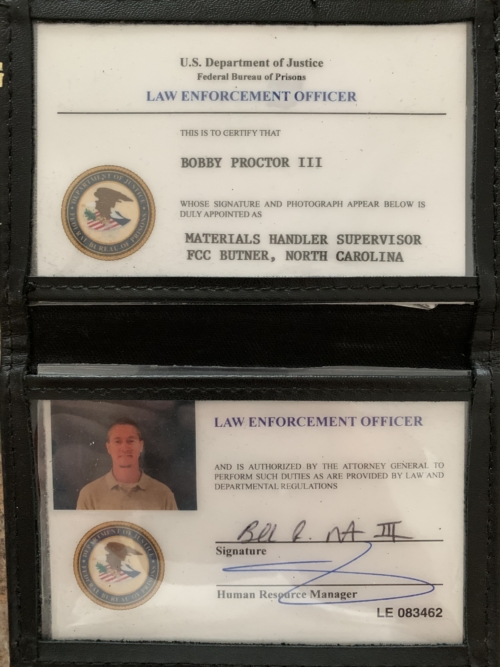 U.S. Department of Justice
Federal Bureau of Prisons
LAW ENFORCEMENT OFFICER
THIS IS TO CERTIFY THAT
BOBBY PROCTOR III
WHOSE SIGNATURE AND PHOTOGRAPH APPEAR BELOW IS
DULY APPOINTED AS
MATERIALS HANDLER SUPERVISOR
FCC BUTNER, NORTH CAROLINA
LAW ENFORCEMENT OFFICER
AND IS AUTHORIZED BY THE ATTORNEY GENERAL TO
PERFORM SUCH DUTIES AS ARE PROVIDED BY LAW AND
DEPARTMENTAL REGULATIONS
III
Signature
Human Resource Manager
LE 083462